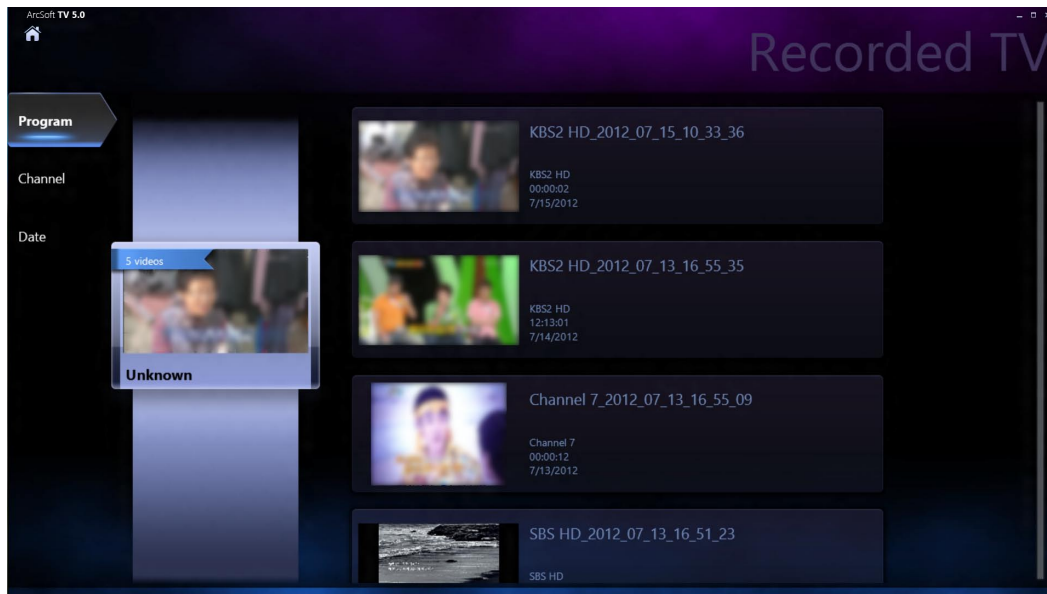 ArcSoft TV 5.0
Recorded TV
Program
Channel
Date
5 videos
Unknown
KBS2 HD_2012_07_15_10_33_36
KBS2 HD
00:00:02
7/15/2012
KBS2 HD_2012_07_13_16_55_35
KBS2 HD
12:13:01
7/14/2012
Channel 7_2012_07_13_16_55_09
Channel 7
00:00:12
7/13/2012
SBS HD_2012_07_13_16_51_23
SBS HD